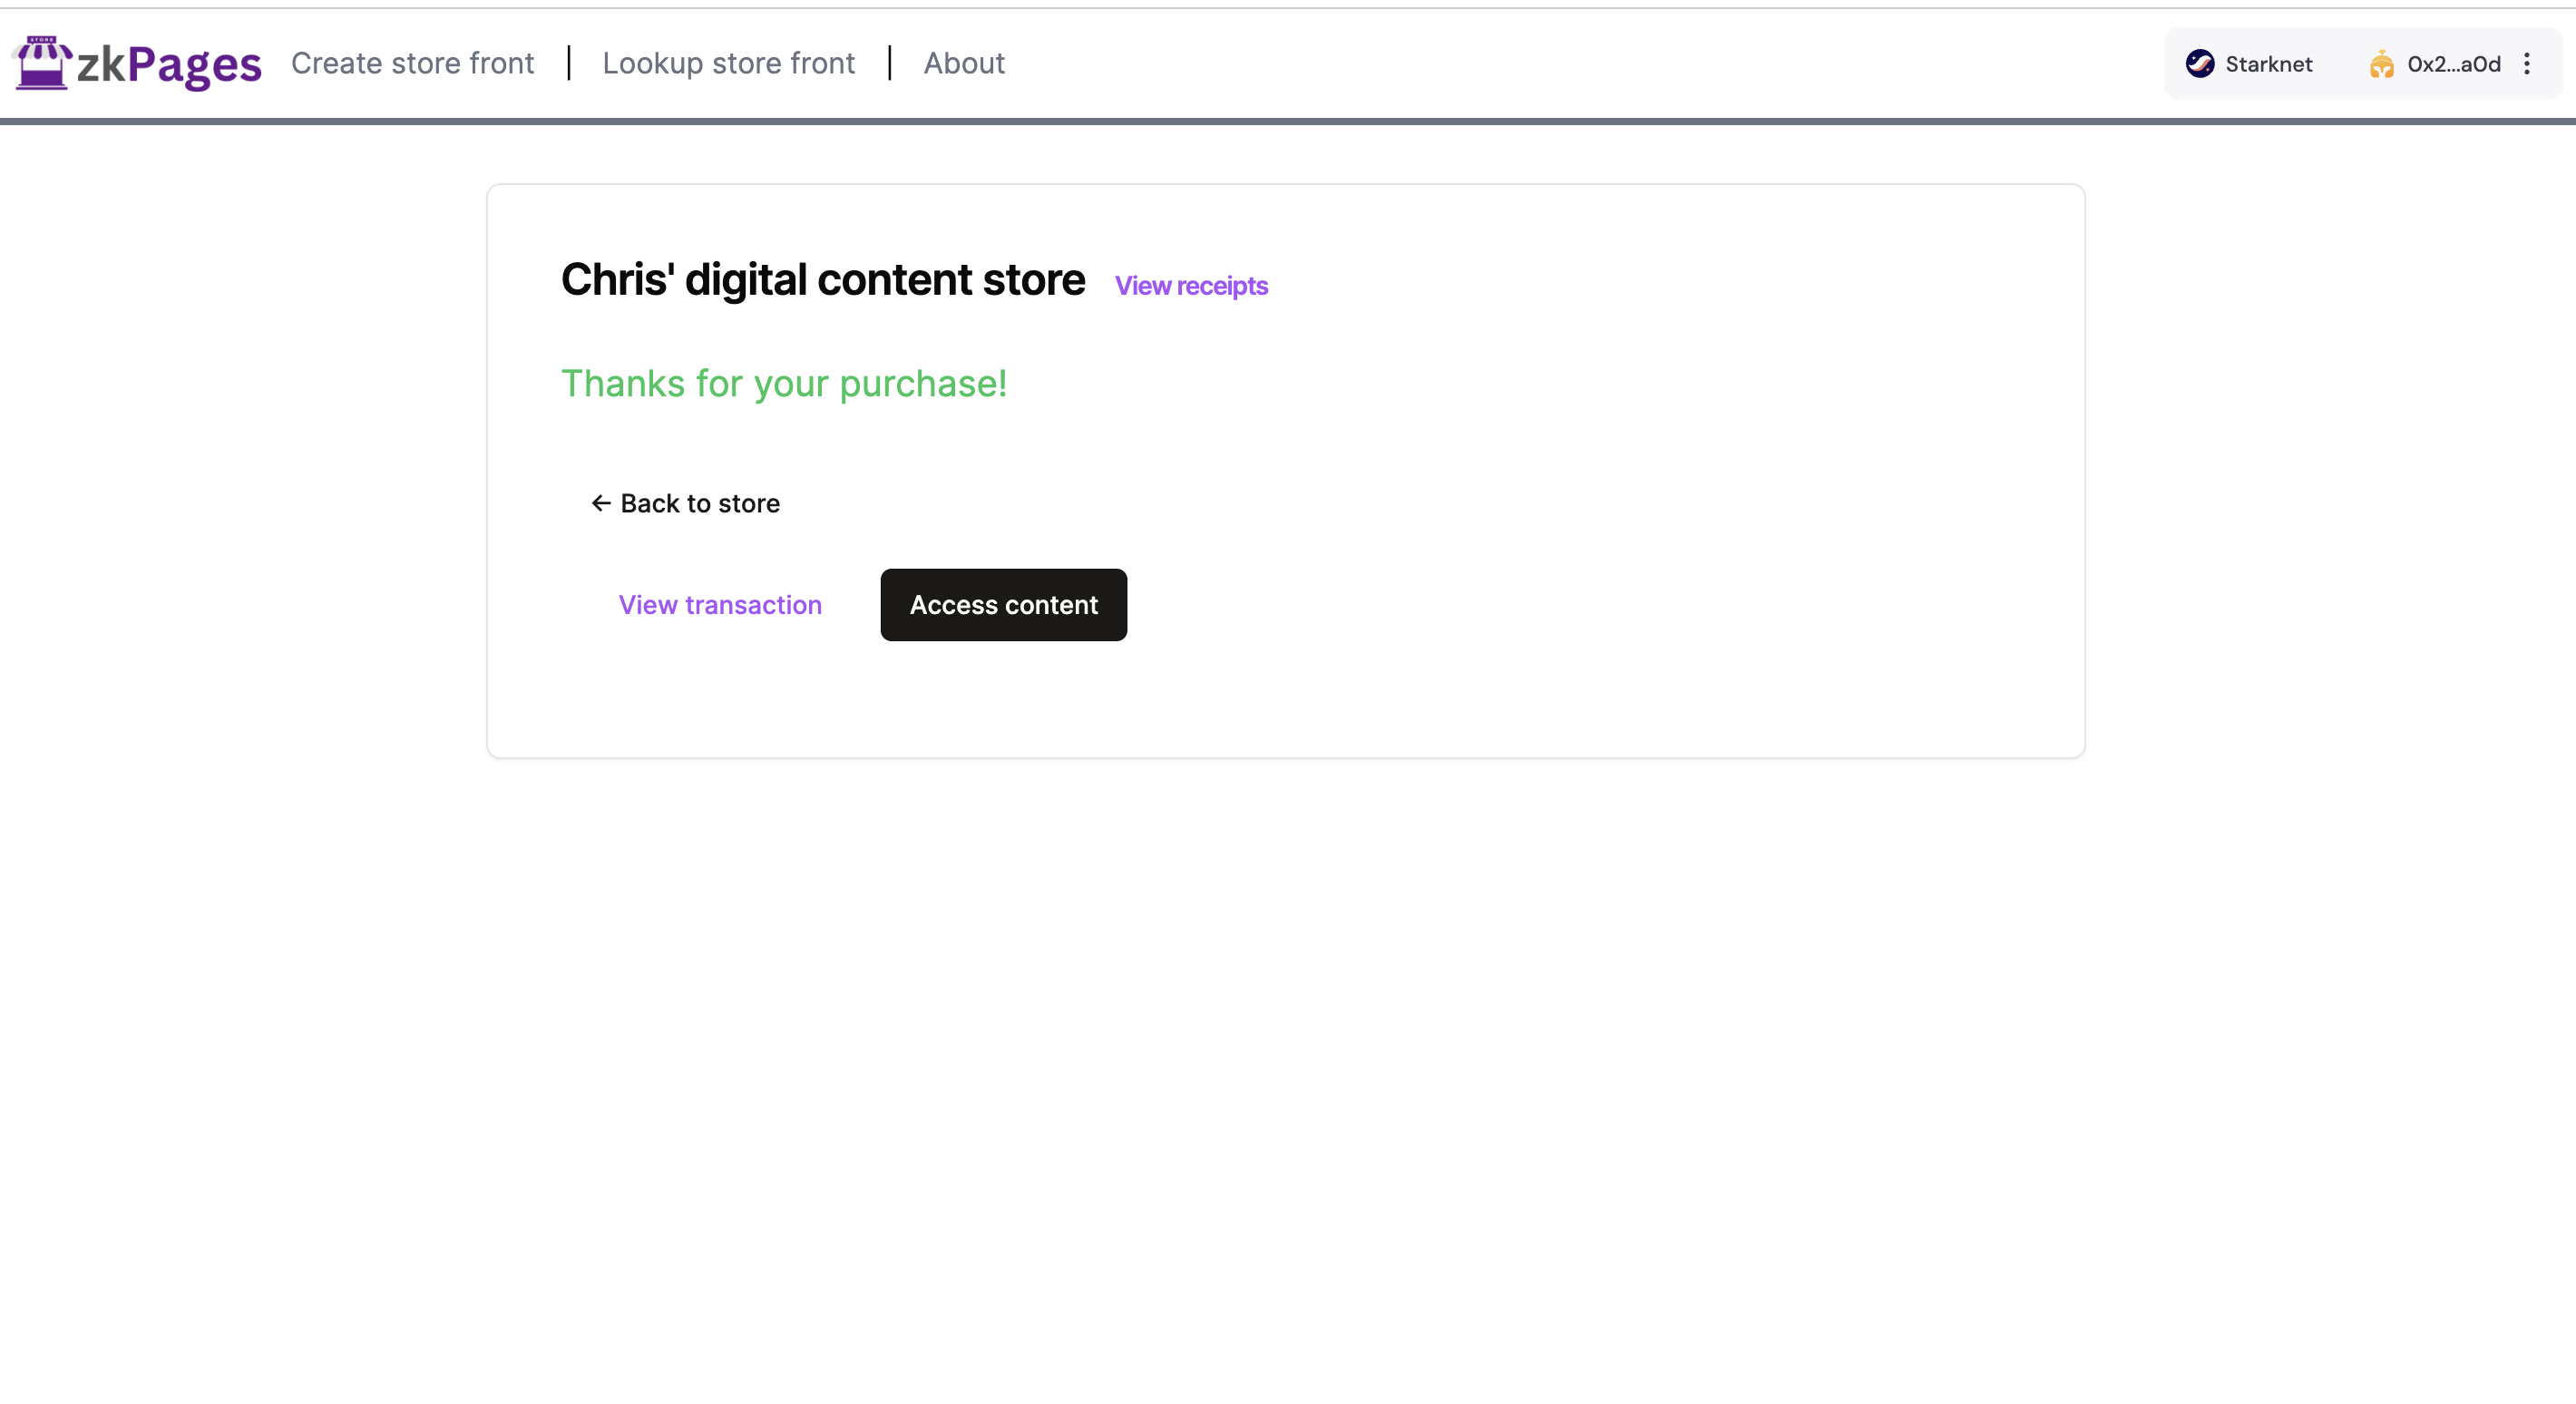 STORE
zkPages
Create store front | Lookup store front | About
Starknet
0x2...a0d
Chris' digital content store
View receipts
Thanks for your purchase!
← Back to store
View transaction
Access content